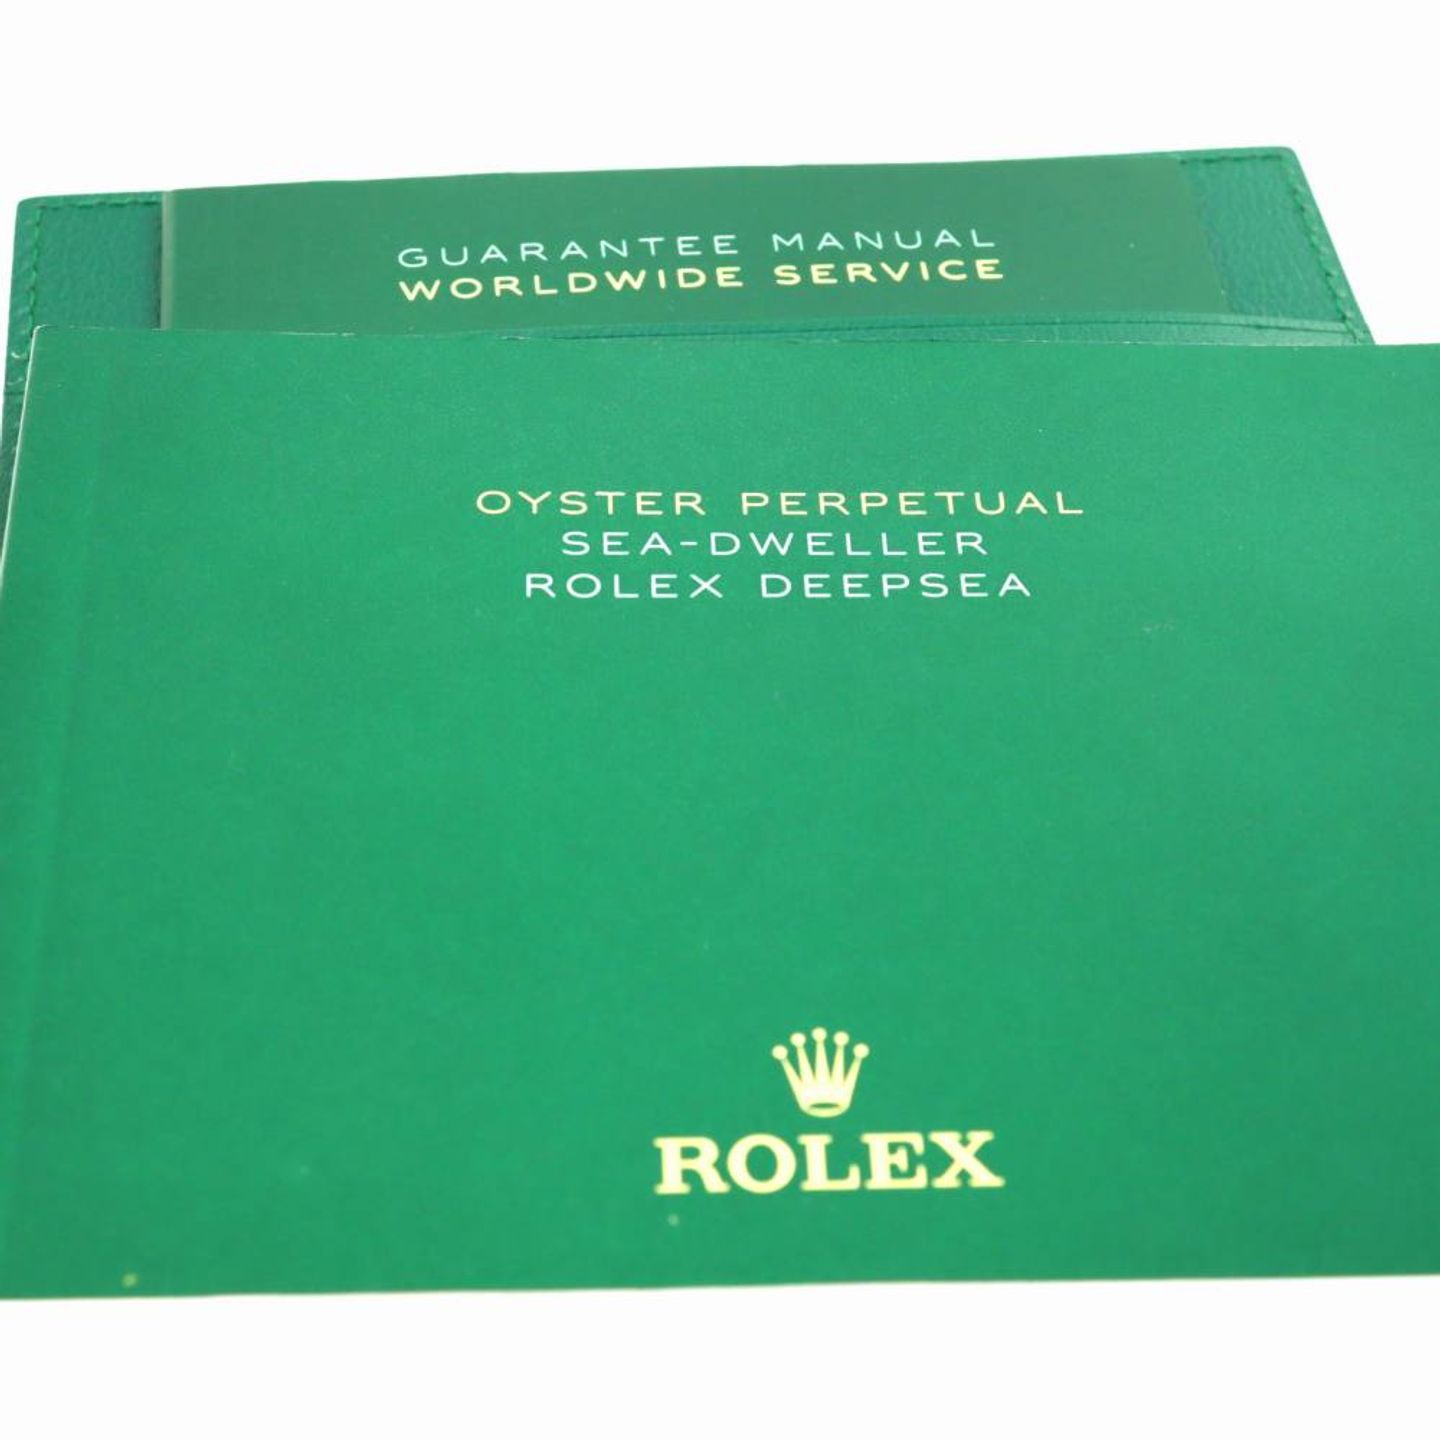 GUARANTEE MANUAL
WORLDWIDE SERVICE
OYSTER PERPETUAL
SEA-DWELLER
ROLEX DEEPSEA
ROLEX